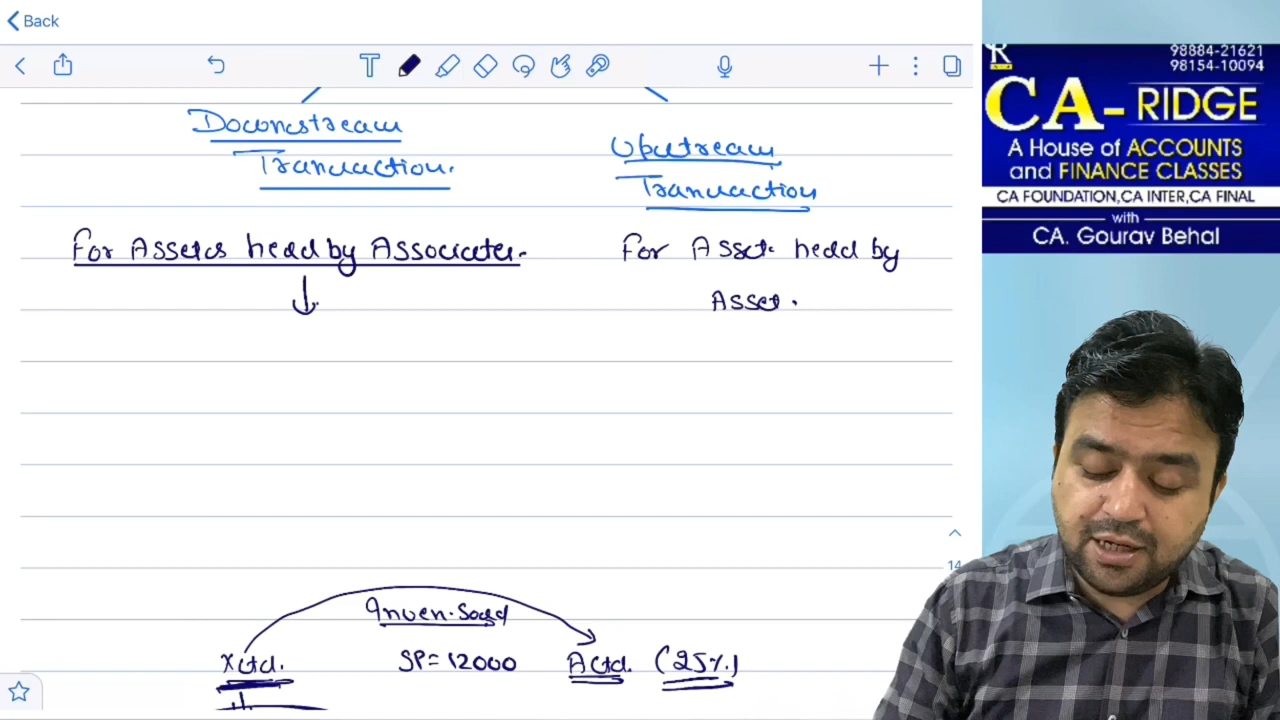 Back
Downstream
Transaction.
Upstream
Transaction
For Assets held by Associates.
For Asset held by
Asset.
14
Inven. Sold
X Ltd.
SP=12000
A Ltd.
(25%)
R
98884-21621
98154-10094
CA- RIDGE
A House of ACCOUNTS
and FINANCE CLASSES
CA FOUNDATION,CA INTER,CA FINAL
with
CA. Gourav Behal